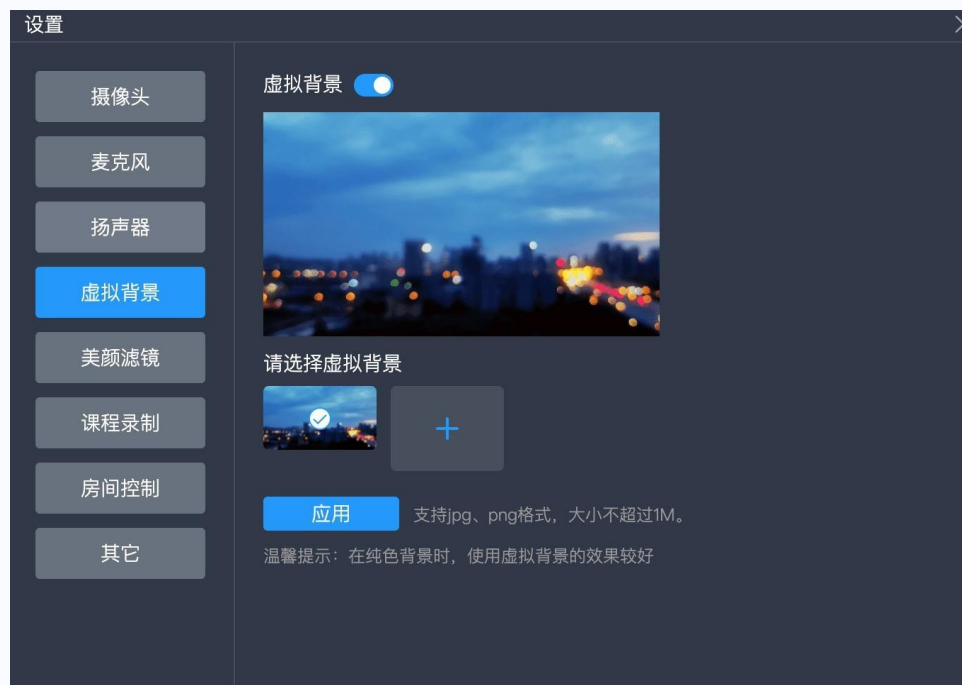 设置
摄像头
麦克风
扬声器
虚拟背景
美颜滤镜
课程录制
房间控制
其它
虚拟背景
请选择虚拟背景
应用 支持jpg、png格式，大小不超过1M。
温馨提示：在纯色背景时，使用虚拟背景的效果较好